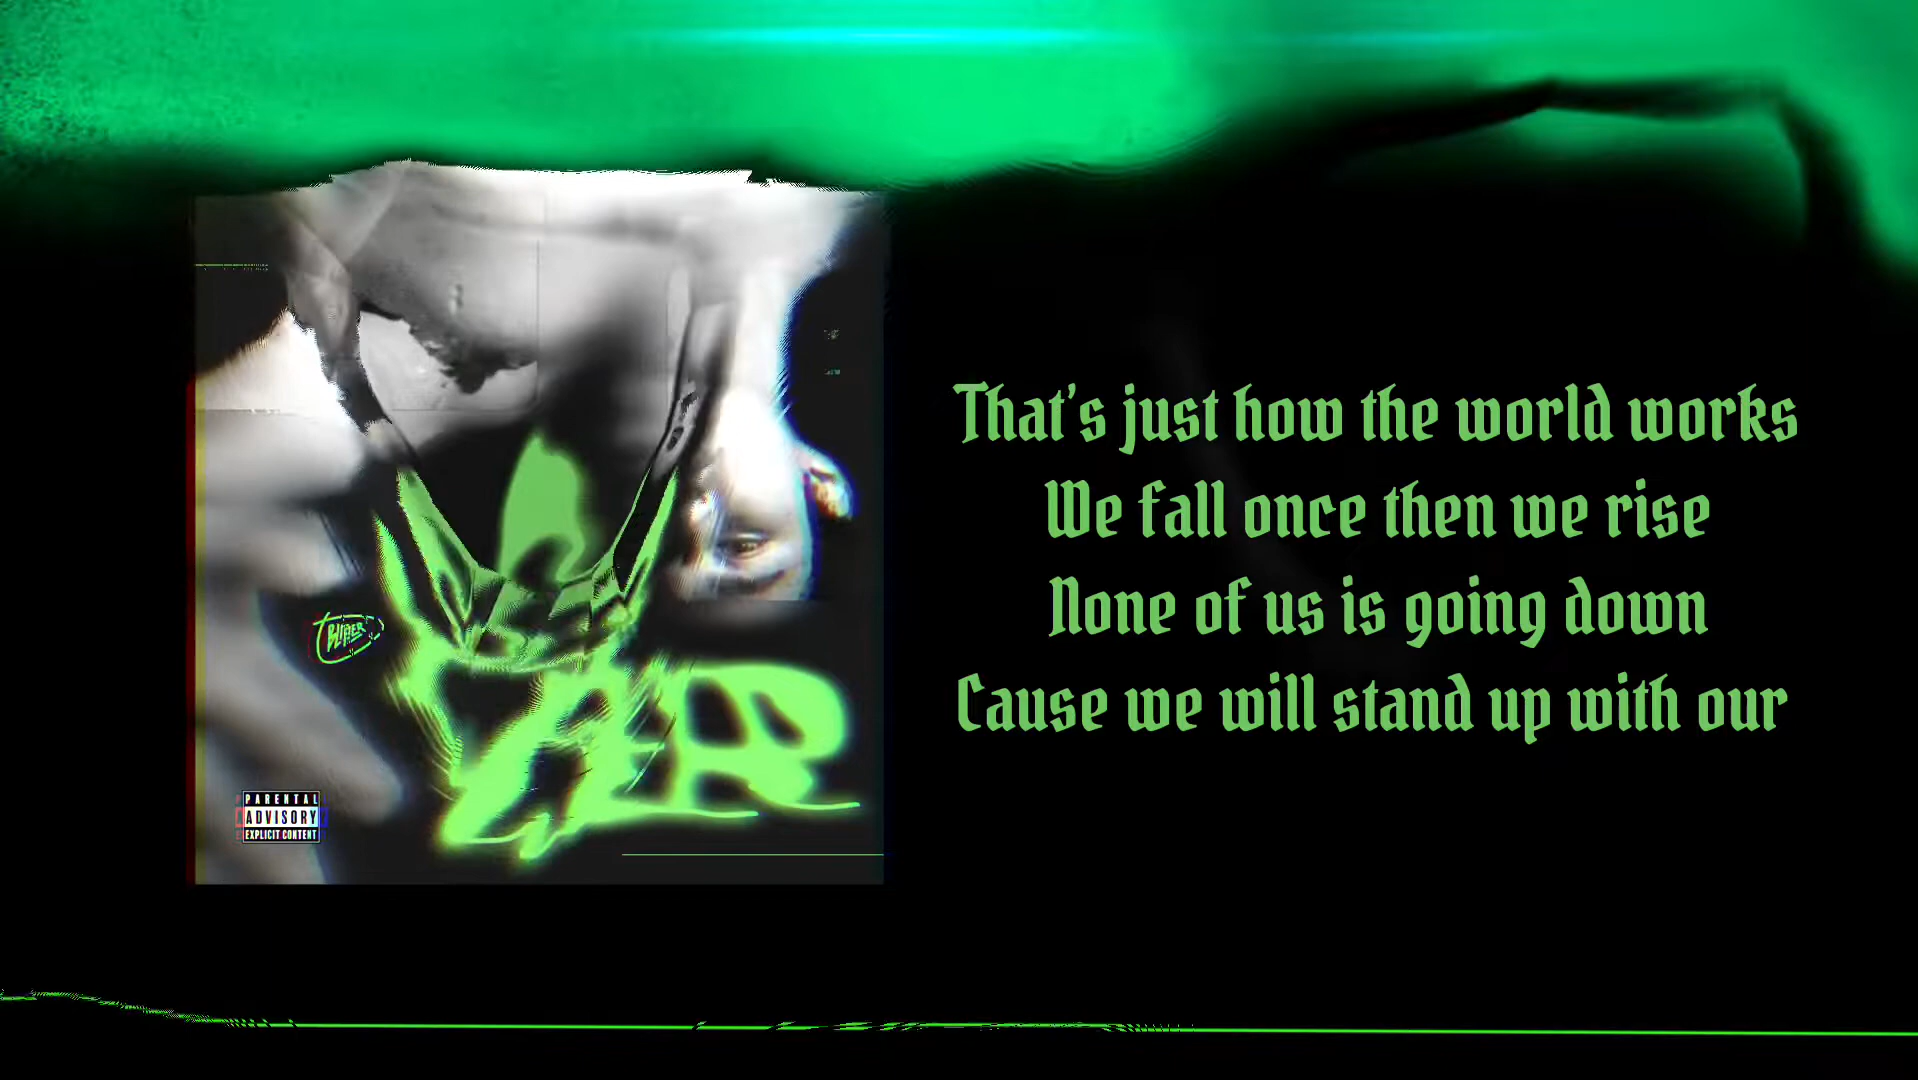 That's just how the world works
We fall once then we rise
None of us is going down
Cause we will stand up with our
PARENTAL
ADVISORY
EXPLICIT CONTENT